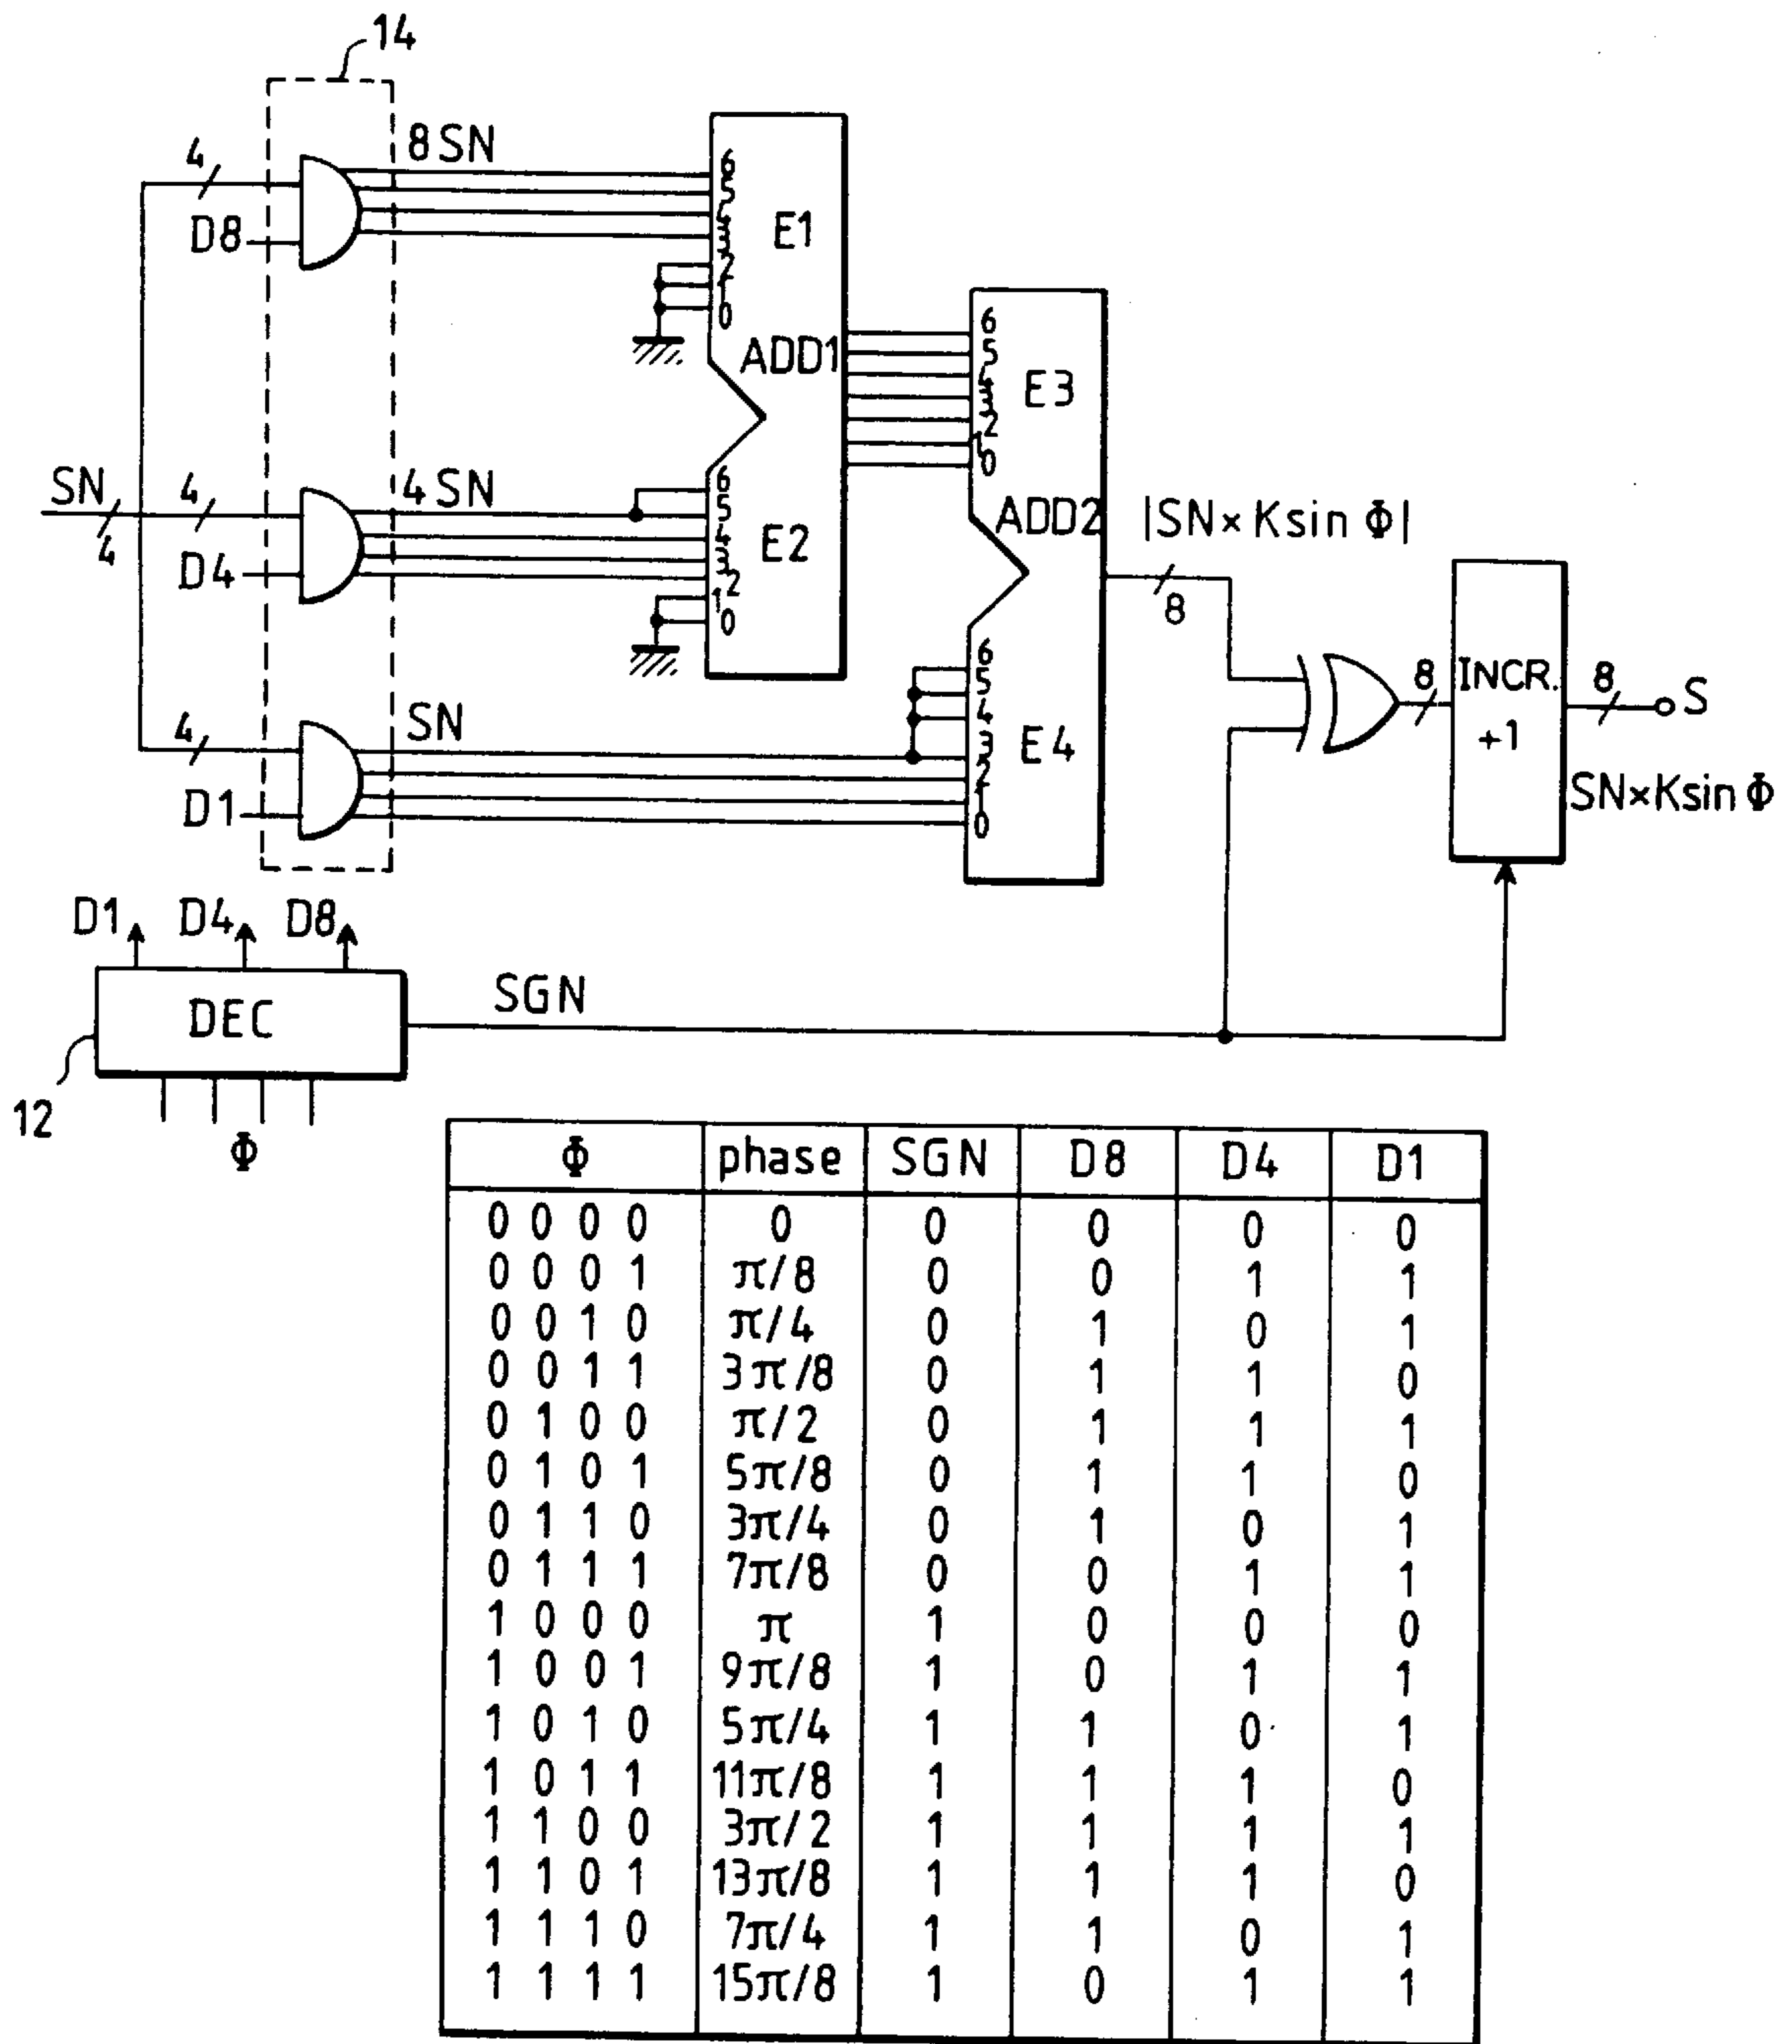 14
4
8 SN
D8
6
5
4
3
2
1
0
E1
ADD1
SN
4
4
4 SN
D4
6
5
4
3
2
1
0
E2
6
5
4
3
2
1
0
E3
ADD2
|SN × K sin Φ|
8
4
SN
D1
6
5
4
3
2
1
0
E4
8
INCR.
+1
8
S
SN×K sin Φ
D1 D4 D8
DEC
SGN
12
Φ
Φ phase SGN D8 D4 D1
0 0 0 0 0 0 0 0 0
0 0 0 1 π/8 0 0 1 1
0 0 1 0 π/4 0 1 0 1
0 0 1 1 3π/8 0 1 1 0
0 1 0 0 π/2 0 1 1 1
0 1 0 1 5π/8 0 1 1 0
0 1 1 0 3π/4 0 1 0 1
0 1 1 1 7π/8 0 0 1 1
1 0 0 0 π 1 0 0 0
1 0 0 1 9π/8 1 0 1 1
1 0 1 0 5π/4 1 1 0 1
1 0 1 1 11π/8 1 1 1 0
1 1 0 0 3π/2 1 1 1 1
1 1 0 1 13π/8 1 1 1 0
1 1 1 0 7π/4 1 1 0 1
1 1 1 1 15π/8 1 0 1 1